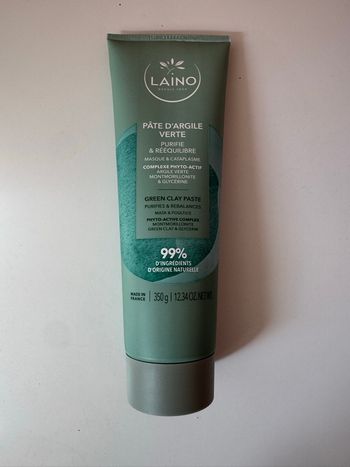 LAINO
DEPUIS 1924
PÂTE D'ARGILE
VERTE
PURIFIE
& RÉÉQUILIBRE
MASQUE & CATAPLASME
COMPLEXE PHYTO-ACTIF
ARGILE VERTE
MONTMORILLONITE
& GLYCÉRINE
GREEN CLAY PASTE
PURIFIES & REBALANCES
MASK & POULTICE
PHYTO-ACTIVE COMPLEX
MONTMORILLONITE
GREEN CLAY & GLYCERIN
99%
D'INGRÉDIENTS
D'ORIGINE NATURELLE
MADE IN
FRANCE
350 g
12.34 OZ. NET WT.